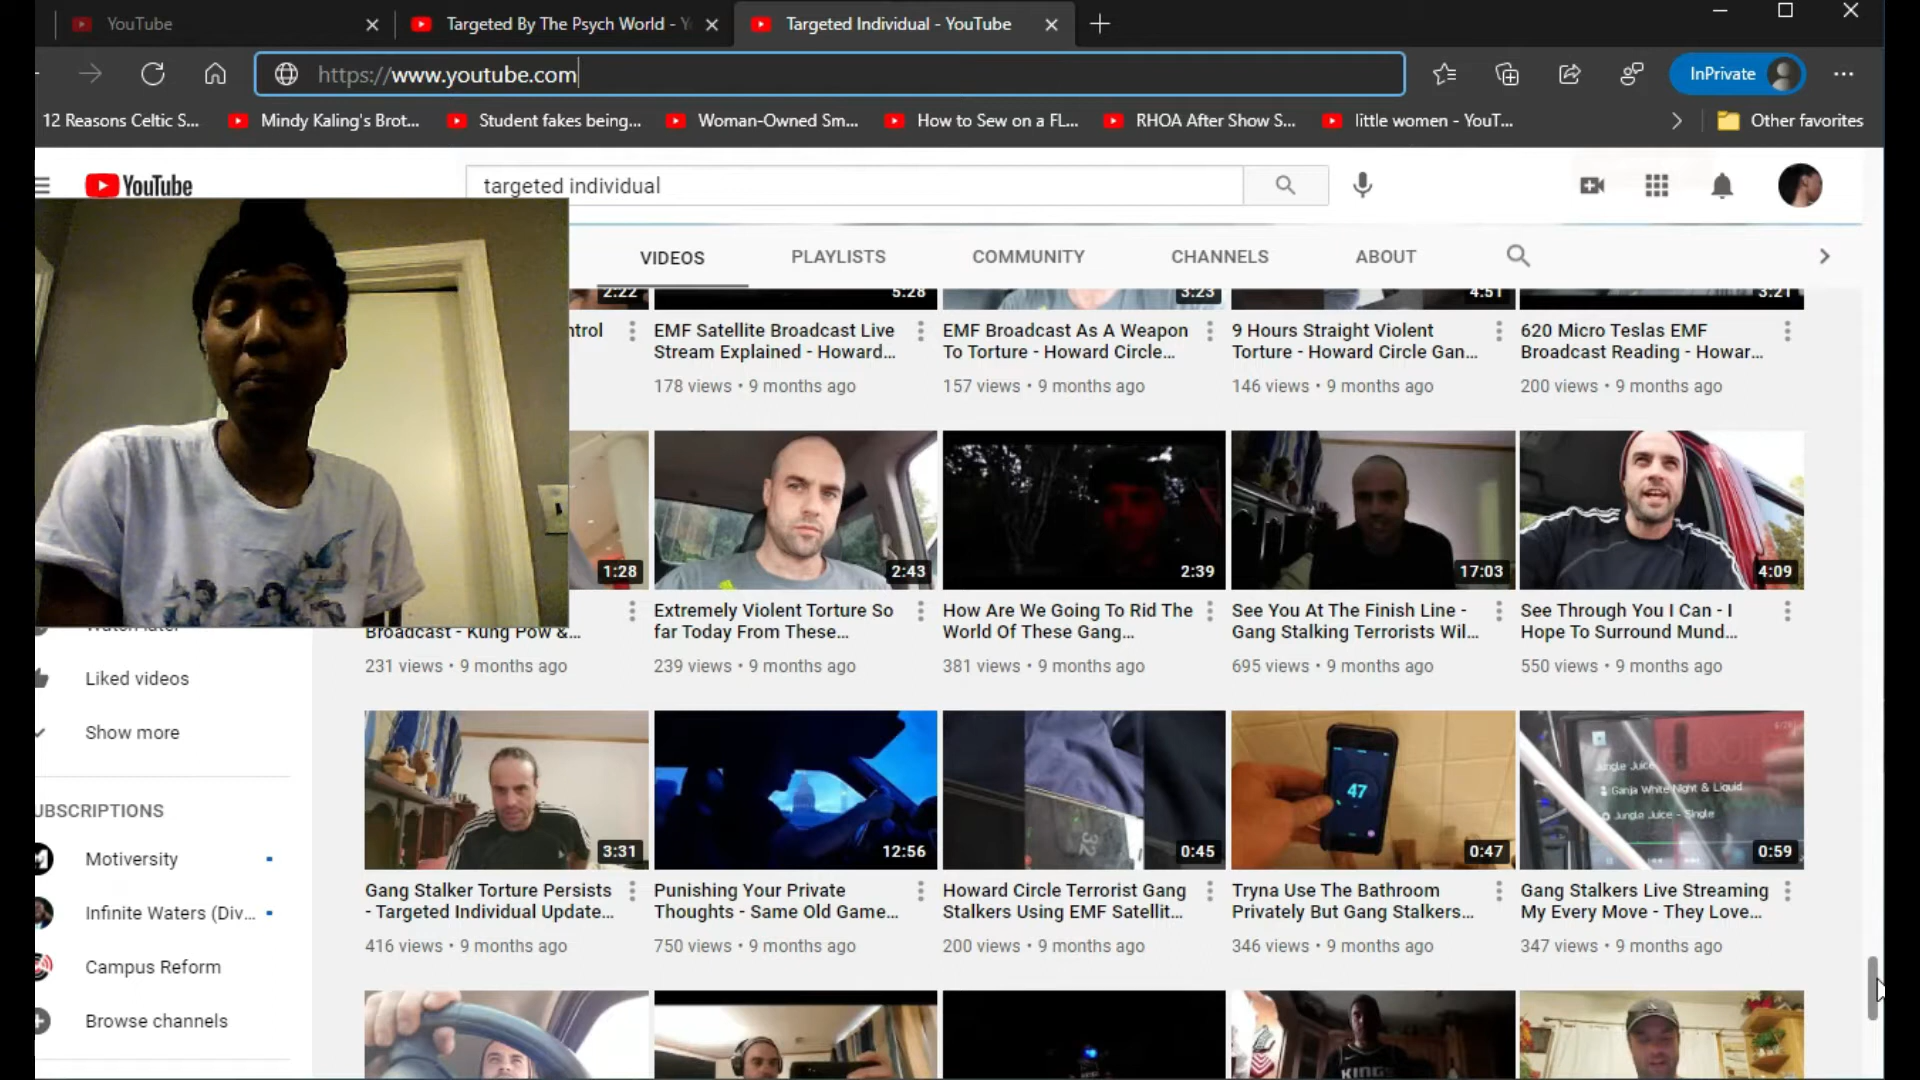 YouTube
Targeted By The Psych World - Y
Targeted Individual - YouTube
https://www.youtube.com
InPrivate
12 Reasons Celtic S...
Mindy Kaling's Brot...
Student fakes being...
Woman-Owned Sm...
How to Sew on a FL...
RHOA After Show S...
little women - YouT...
Other favorites
YouTube
targeted individual
VIDEOS
PLAYLISTS
COMMUNITY
CHANNELS
ABOUT
2:22
5:28
3:23
4:51
3:21
ntrol
EMF Satellite Broadcast Live
Stream Explained - Howard...
178 views • 9 months ago
EMF Broadcast As A Weapon
To Torture - Howard Circle...
157 views • 9 months ago
9 Hours Straight Violent
Torture - Howard Circle Gan...
146 views • 9 months ago
620 Micro Teslas EMF
Broadcast Reading - Howar...
200 views • 9 months ago
1:28
2:43
2:39
17:03
4:09
Broadcast - Kung Pow &...
231 views • 9 months ago
Extremely Violent Torture So
far Today From These...
239 views • 9 months ago
How Are We Going To Rid The
World Of These Gang...
381 views • 9 months ago
See You At The Finish Line -
Gang Stalking Terrorists Wil...
695 views • 9 months ago
See Through You I Can - I
Hope To Surround Mund...
550 views • 9 months ago
Watch later
Liked videos
Show more
UBSCRIPTIONS
Motiversity
Infinite Waters (Div...
Campus Reform
Browse channels
32
47
Jungle Juice
Ganja White Night & Liquid
Jungle Juice - Single
3:31
12:56
0:45
0:47
0:59
Gang Stalker Torture Persists
- Targeted Individual Update...
416 views • 9 months ago
Punishing Your Private
Thoughts - Same Old Game...
750 views • 9 months ago
Howard Circle Terrorist Gang
Stalkers Using EMF Satellit...
200 views • 9 months ago
Tryna Use The Bathroom
Privately But Gang Stalkers...
346 views • 9 months ago
Gang Stalkers Live Streaming
My Every Move - They Love...
347 views • 9 months ago
KINGS